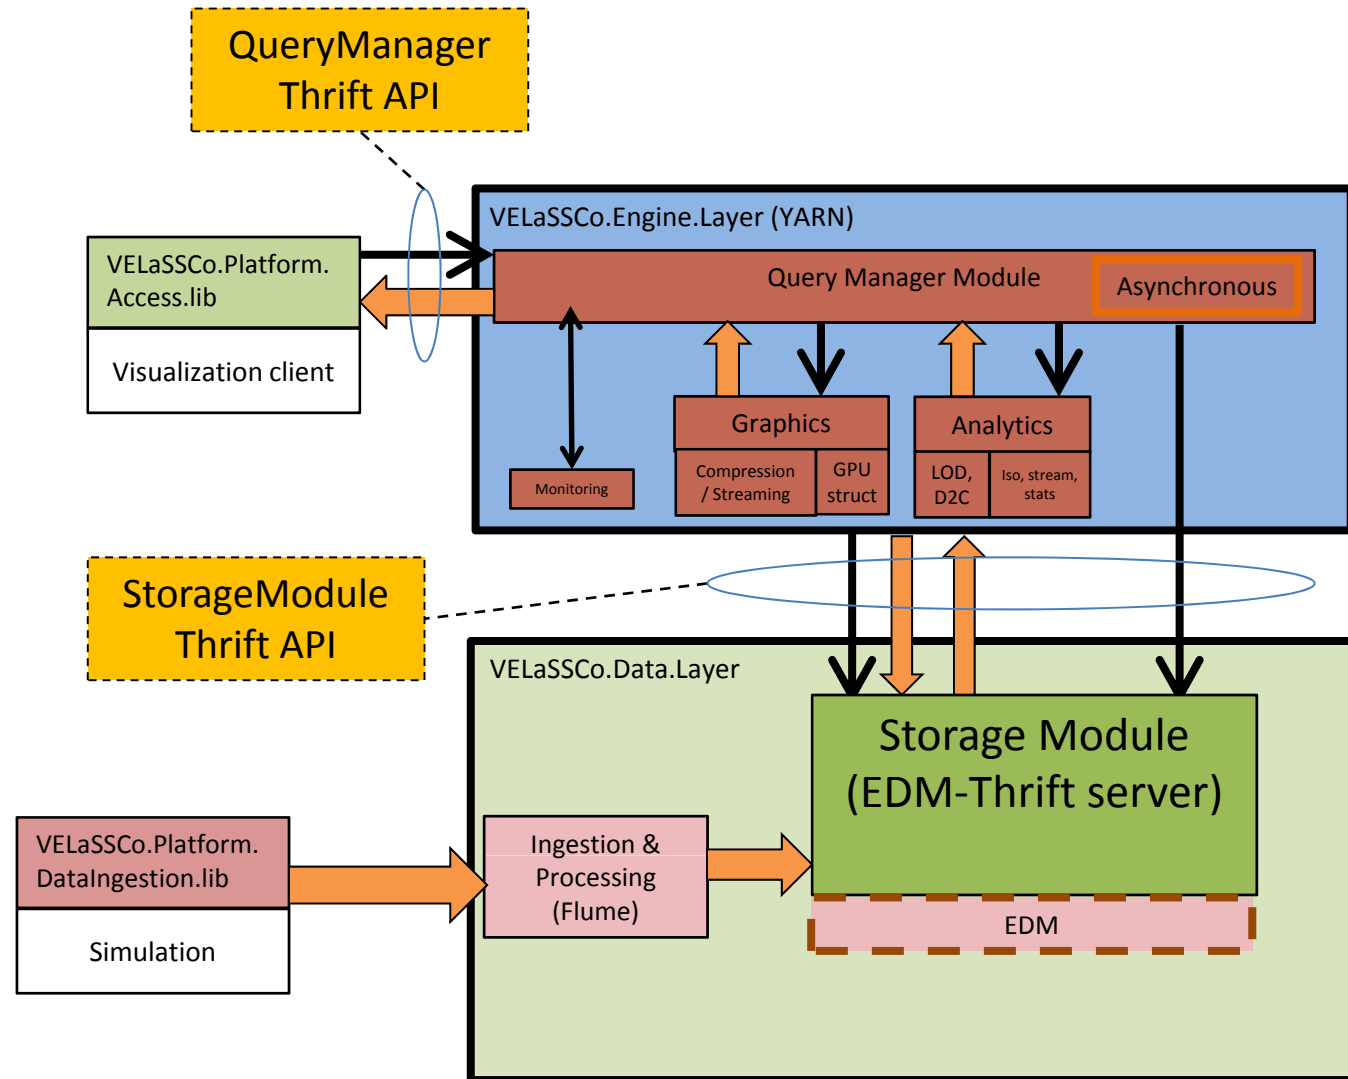 QueryManager
Thrift API
VELaSSCo.Engine.Layer (YARN)
VELaSSCo.Platform.
Access.lib
Visualization client
Query Manager Module
Asynchronous
Monitoring
Graphics
Compression
/ Streaming
GPU
struct
Analytics
LOD,
D2C
Iso, stream,
stats
StorageModule
Thrift API
VELaSSCo.Data.Layer
Storage Module
(EDM-Thrift server)
VELaSSCo.Platform.
DataIngestion.lib
Simulation
Ingestion &
Processing
(Flume)
EDM